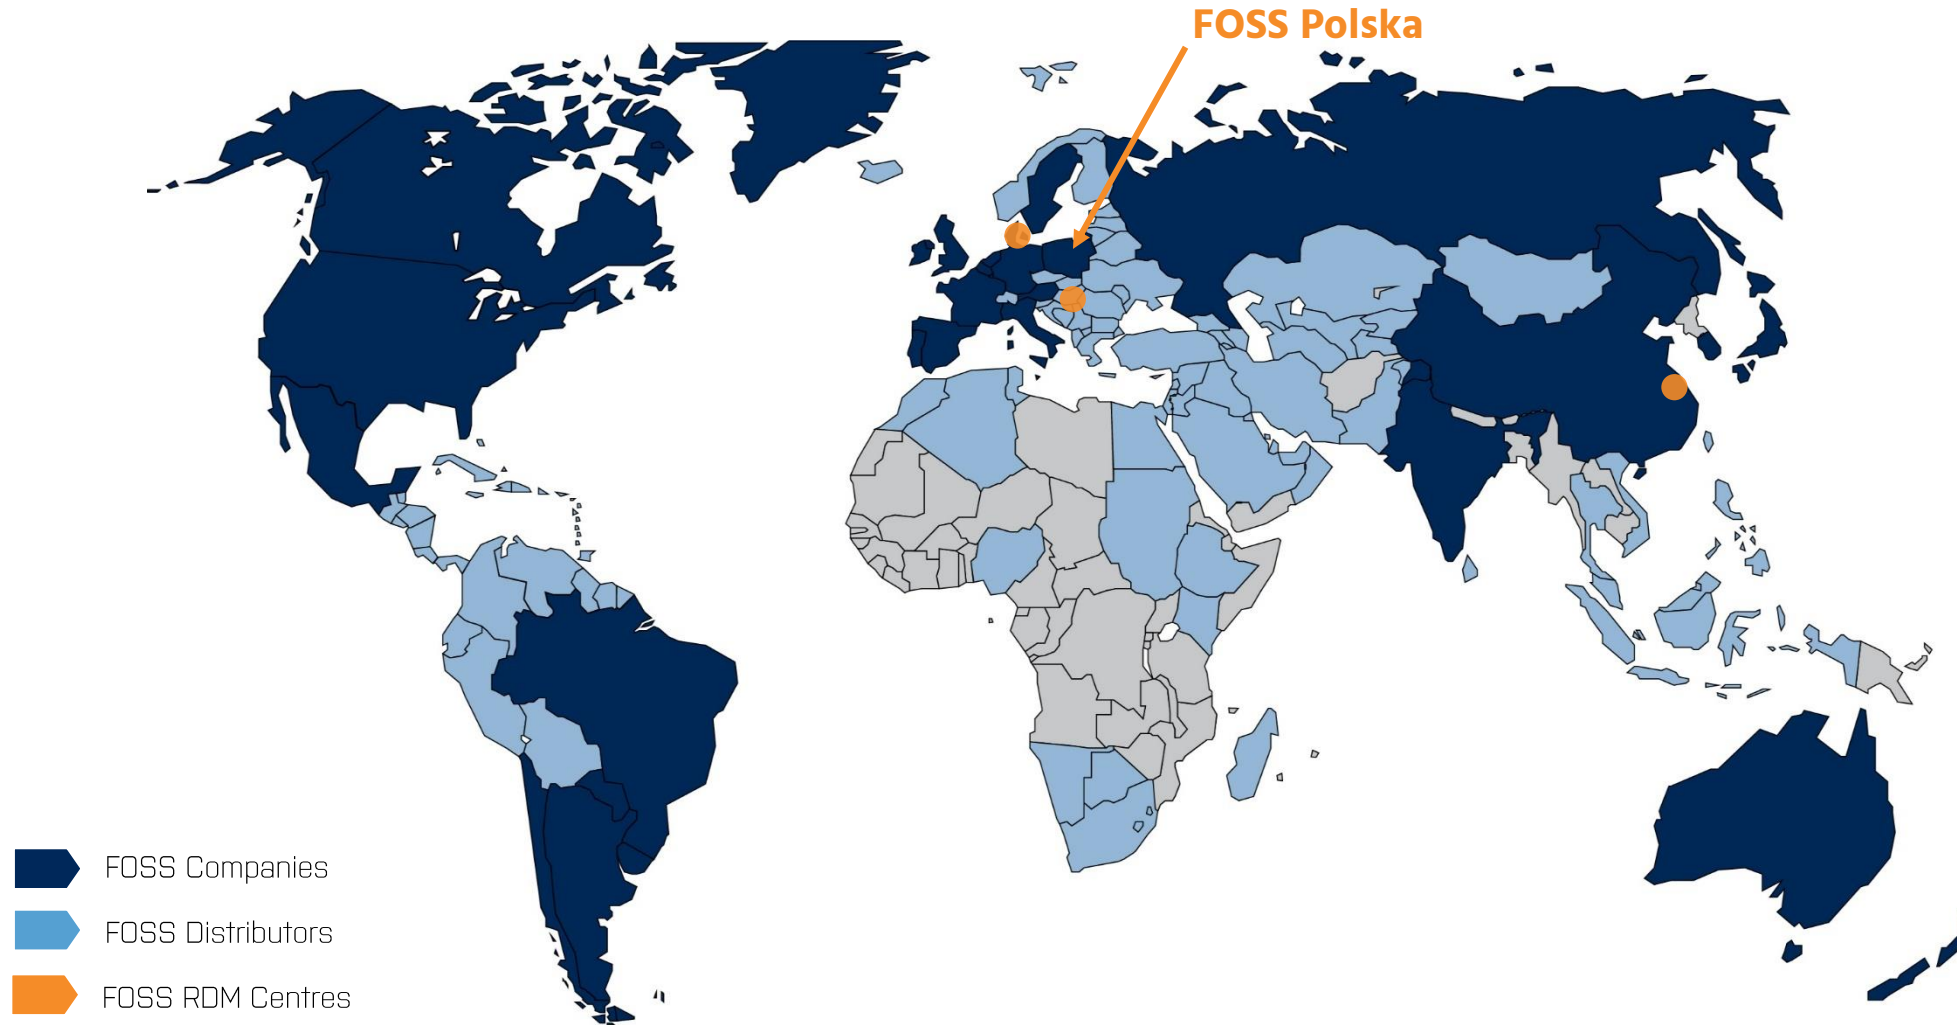 FOSS Polska
FOSS Companies
FOSS Distributors
FOSS RDM Centres